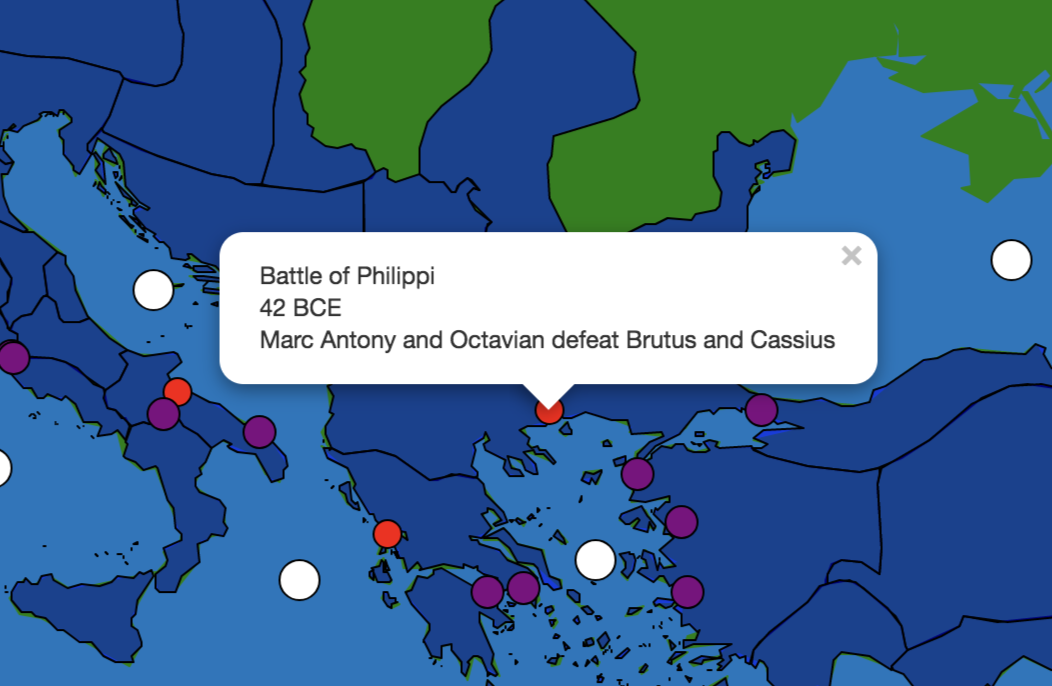 Battle of Philippi
42 BCE
Marc Antony and Octavian defeat Brutus and Cassius